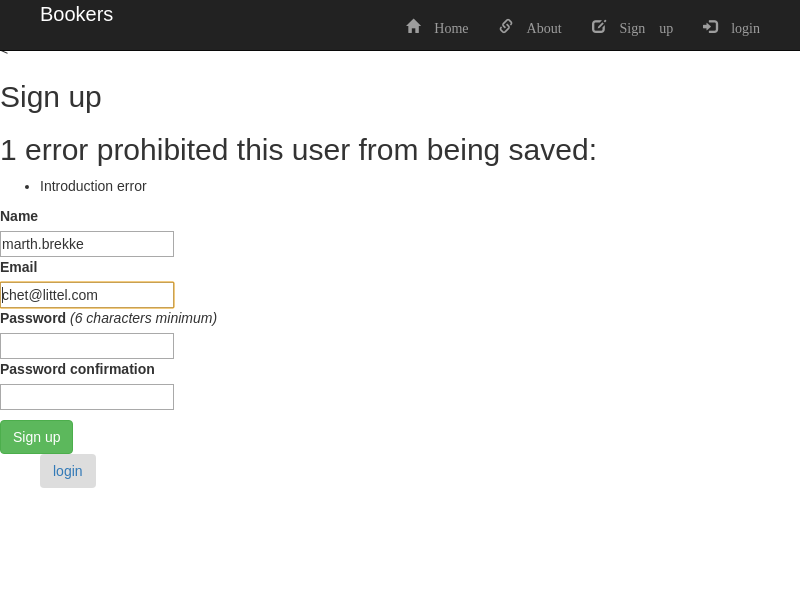 Bookers
Home About Sign up login
<
Sign up
1 error prohibited this user from being saved:
• Introduction error
Name
marth.brekke
Email
chet@littel.com
Password (6 characters minimum)
Password confirmation
Sign up
login